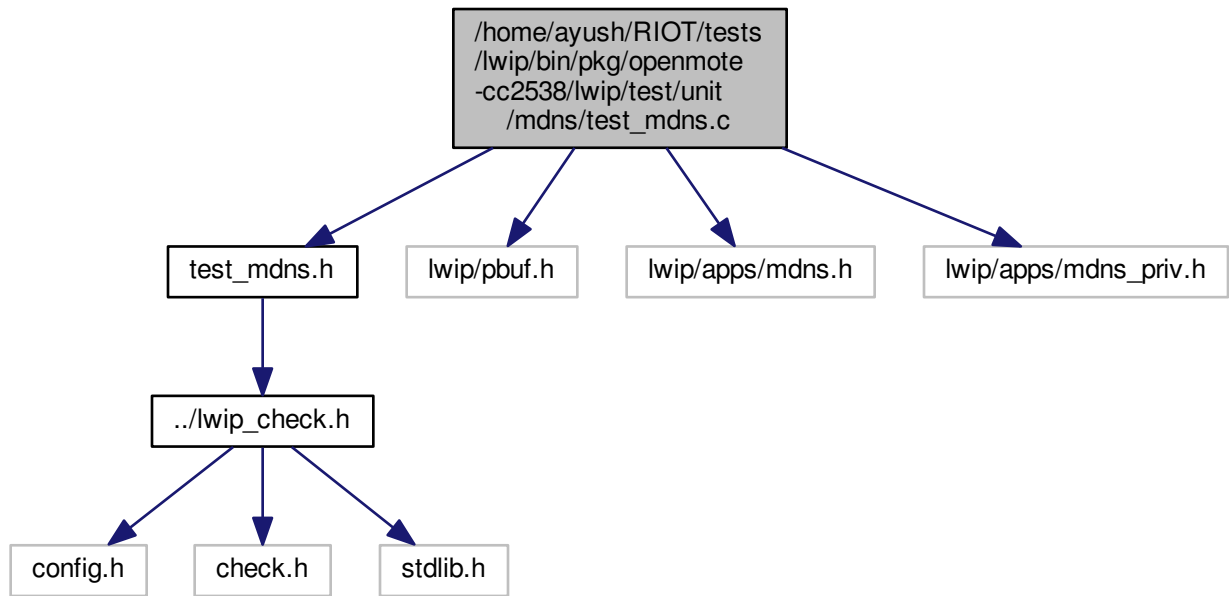 /home/ayush/RIOT/tests
/lwip/bin/pkg/openmote
-cc2538/lwip/test/unit
/mdns/test_mdns.c
test_mdns.h
lwip/pbuf.h
lwip/apps/mdns.h
lwip/apps/mdns_priv.h
../lwip_check.h
config.h
check.h
stdlib.h